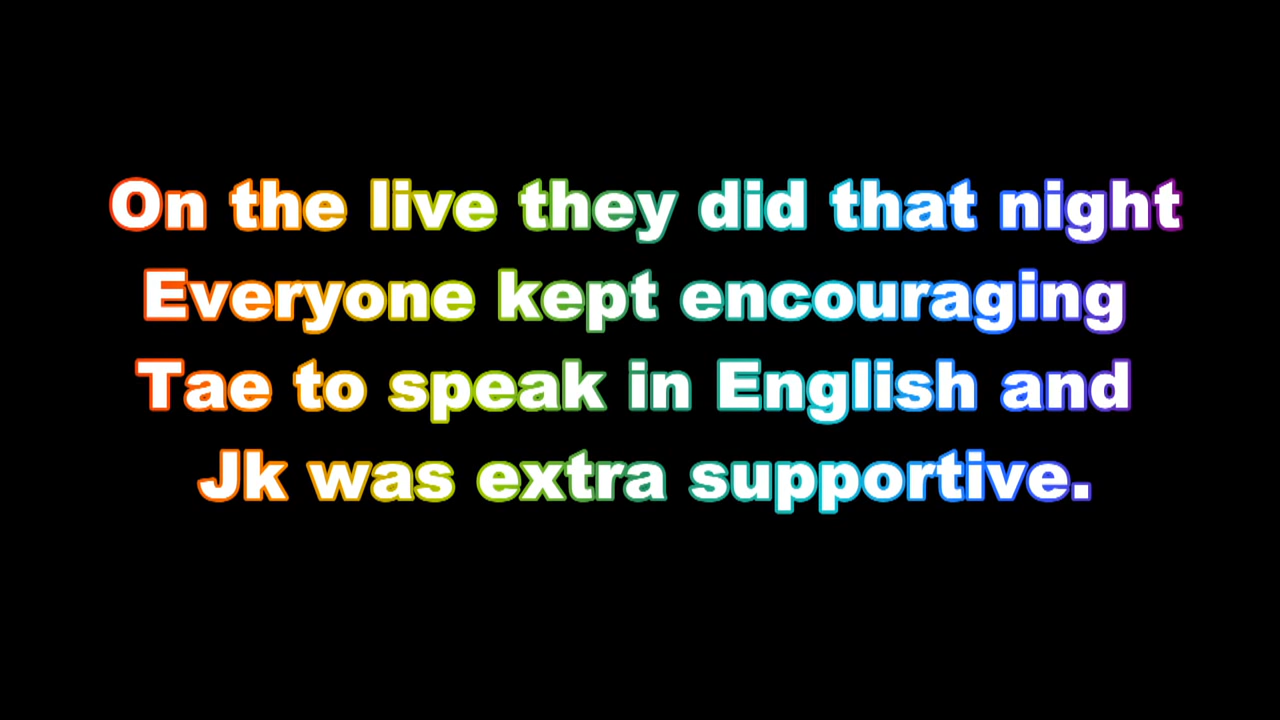 On the live they did that night
Everyone kept encouraging
Tae to speak in English and
Jk was extra supportive.